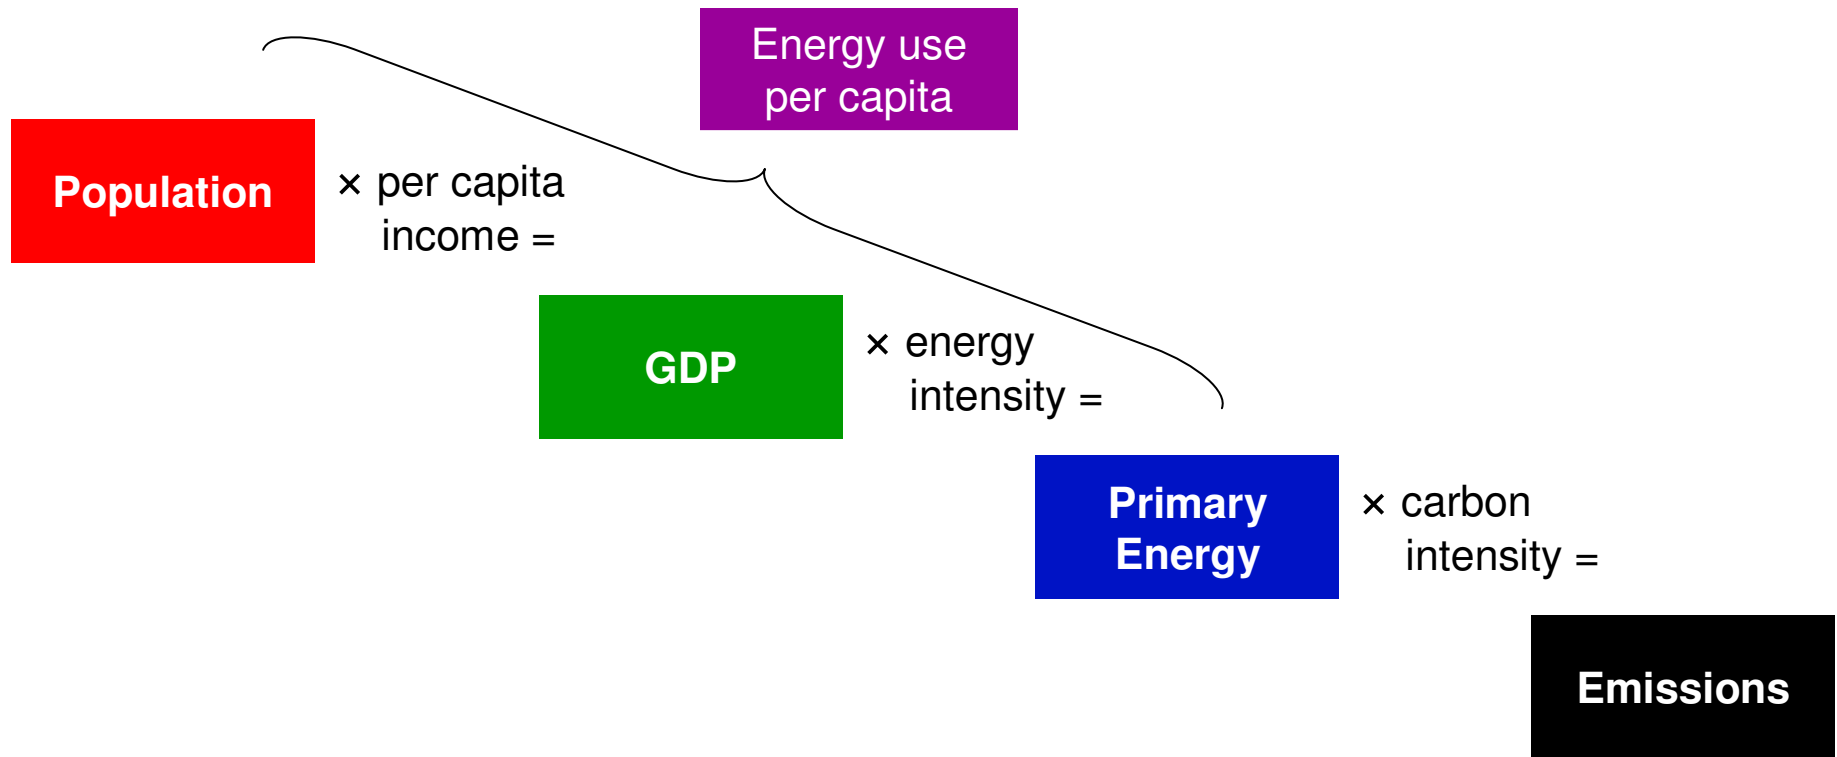 Energy use
per capita
Population
× per capita
income =
GDP
× energy
intensity =
Primary
Energy
× carbon
intensity =
Emissions